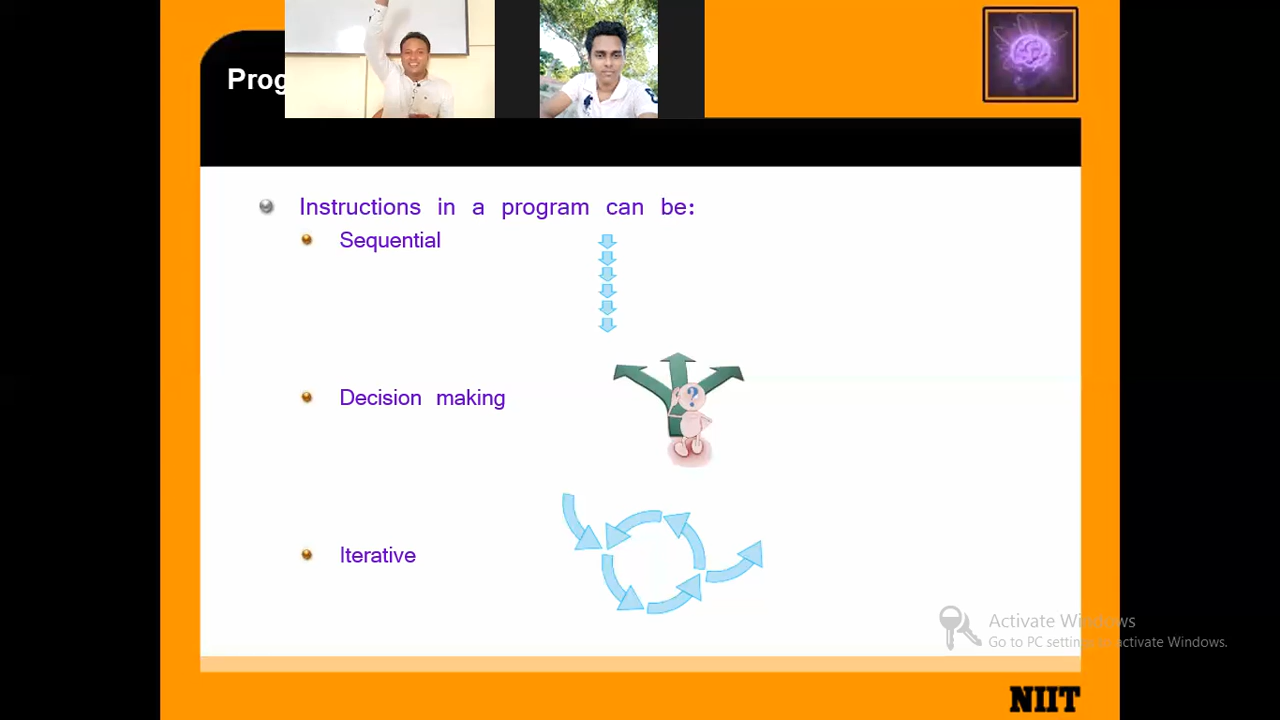 Prog
Instructions in a program can be:
Sequential
?
Decision making
Iterative
Activate Windows
Go to PC settings to activate Windows.
NIIT